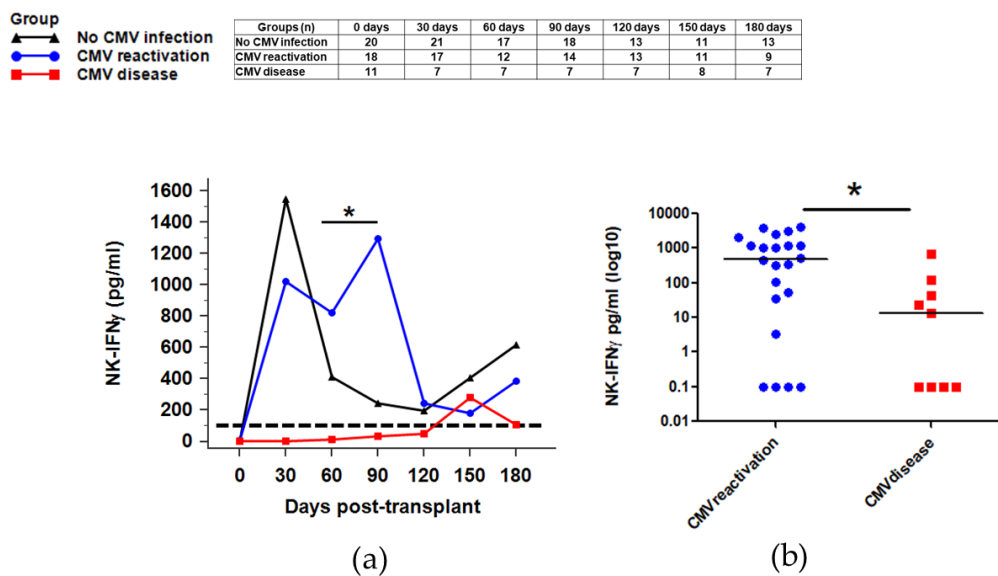 Group
No CMV infection
CMV reactivation
CMV disease
Groups (n) 0 days 30 days 60 days 90 days 120 days 150 days 180 days
No CMV infection 20 21 17 18 13 11 13
CMV reactivation 18 17 12 14 13 11 9
CMV disease 11 7 7 7 7 8 7
NK-IFNγ (pg/ml)
1600
1400
1200
1000
800
600
400
200
0
*
0 30 60 90 120 150 180
Days post-transplant
(a)
NK-IFNγ pg/ml (log10)
10000
1000
100
10
1
0.1
0.01
*
CMV reactivation
CMV disease
(b)